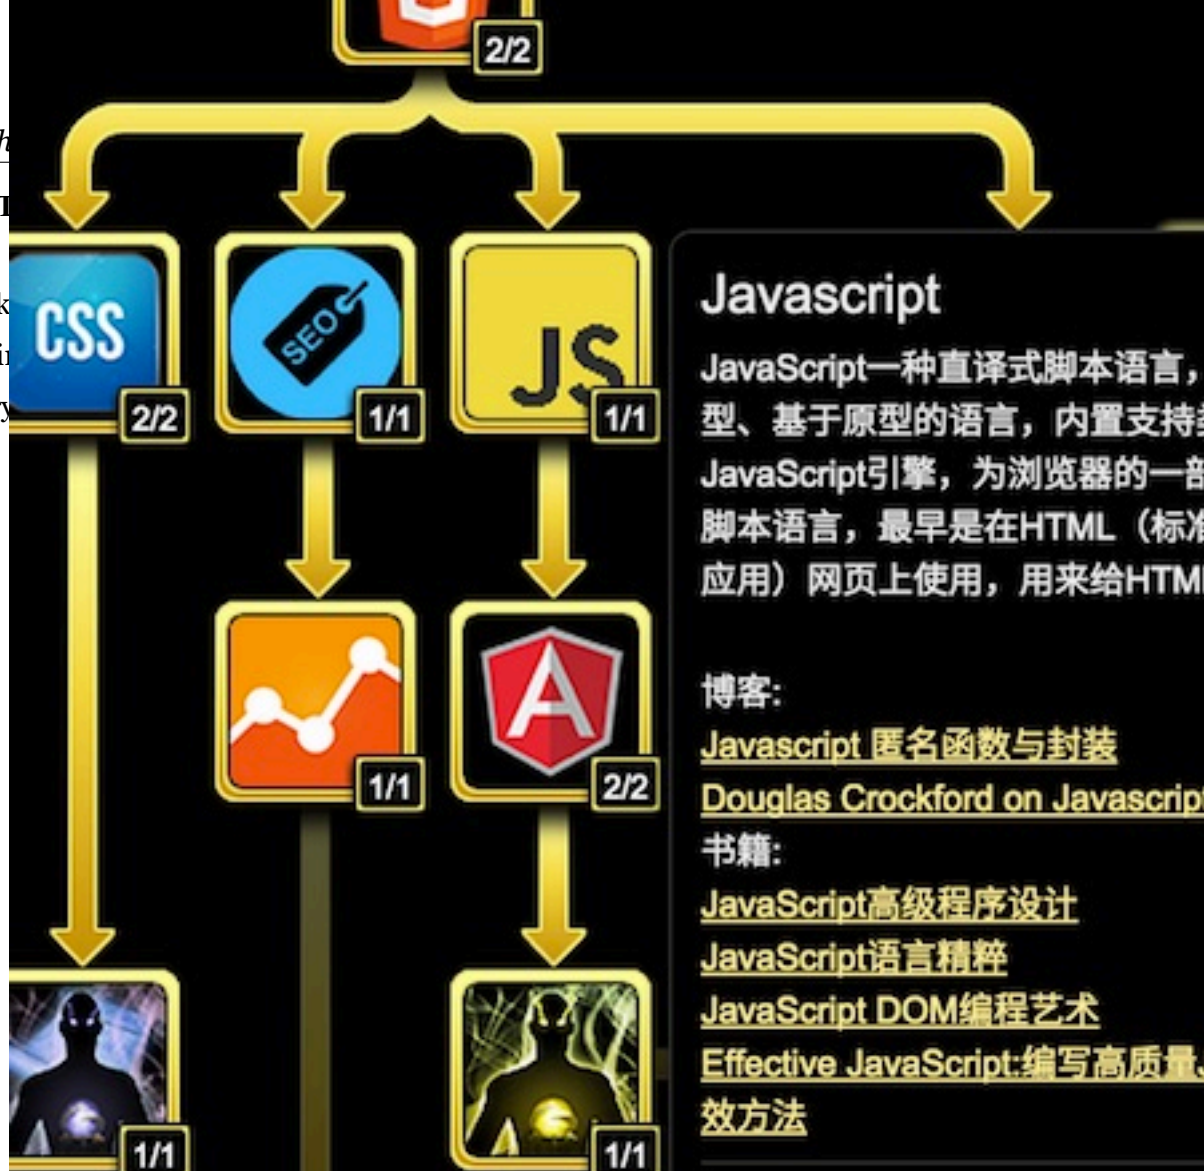 2/2
CSS
2/2
SEO
1/1
JS
1/1
1/1
A
2/2
1/1
1/1
Javascript
JavaScript一种直译式脚本语言，
型、基于原型的语言，内置支持
JavaScript引擎，为浏览器的一部
脚本语言，最早是在HTML（标准
应用）网页上使用，用来给HTML
博客:
Javascript 匿名函数与封装
Douglas Crockford on Javascript
书籍:
JavaScript高级程序设计
JavaScript语言精粹
JavaScript DOM编程艺术
Effective JavaScript:编写高质量J
效方法